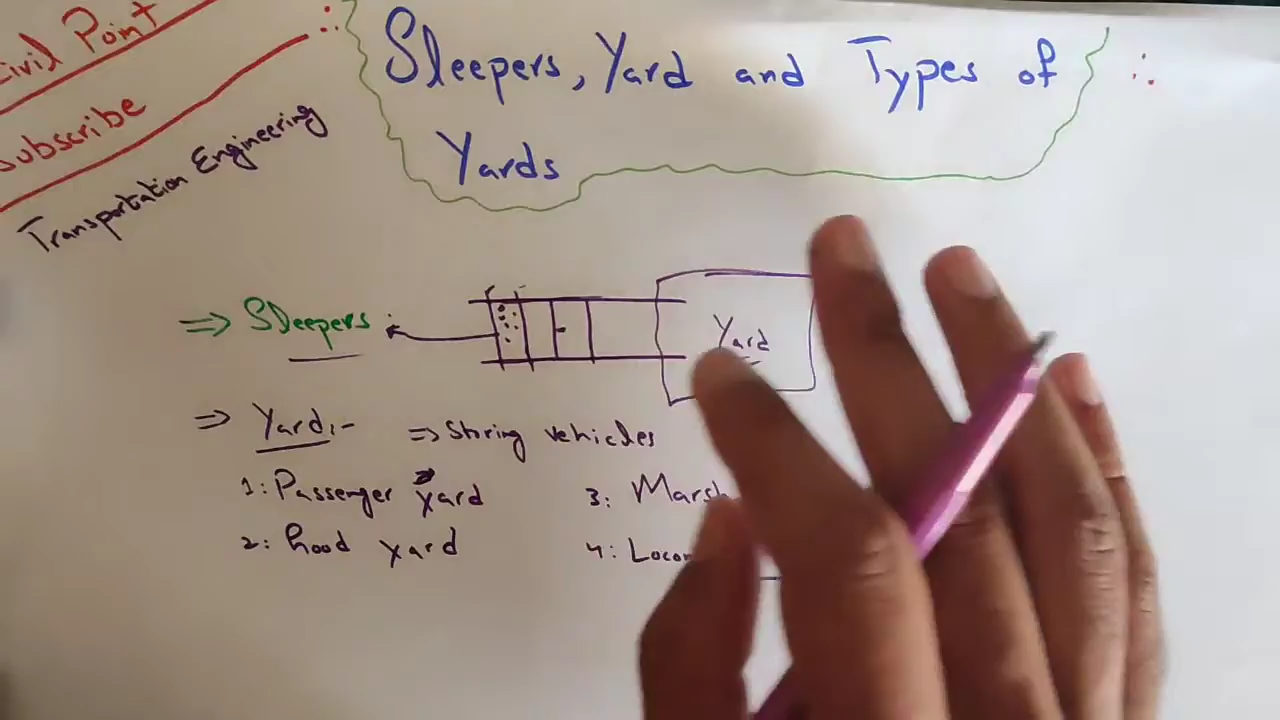 Civil Point
Subscribe
Transportation Engineering
Sleepers, Yard and Types of
Yards
⇒ Sleepers
Yard
⇒ Yard:- ⇒ Storing vehicles
1: Passenger yard
2: Good yard
3: Marsh
4: Locom